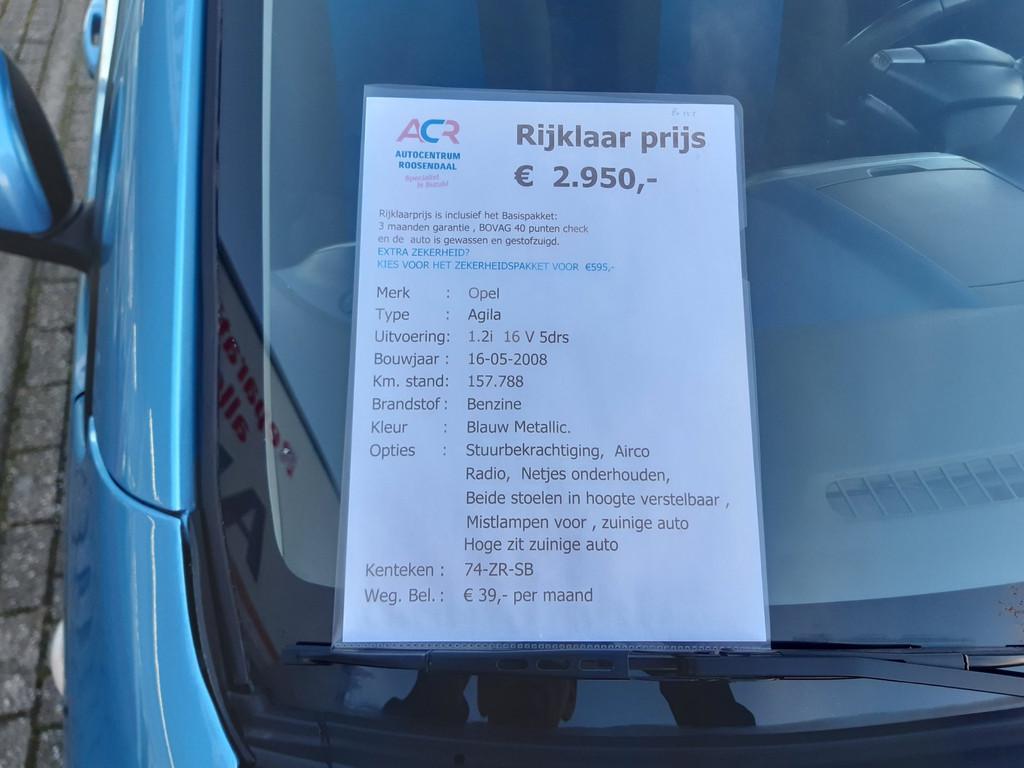 ACR
AUTOCENTRUM
ROOSENDAAL
Specialist
in Suzuki
Rijklaar prijs
€ 2.950,-
Rijklaarprijs is inclusief het Basispakket:
3 maanden garantie , BOVAG 40 punten check
en de auto is gewassen en gestofzuigd.
EXTRA ZEKERHEID?
KIES VOOR HET ZEKERHEIDSPAKKET VOOR €595,-
Merk : Opel
Type : Agila
Uitvoering: 1.2i 16 V 5drs
Bouwjaar : 16-05-2008
Km. stand: 157.788
Brandstof : Benzine
Kleur : Blauw Metallic.
Opties : Stuurbekrachtiging, Airco
Radio, Netjes onderhouden,
Beide stoelen in hoogte verstelbaar ,
Mistlampen voor , zuinige auto
Hoge zit zuinige auto
Kenteken : 74-ZR-SB
Weg. Bel. : € 39,- per maand